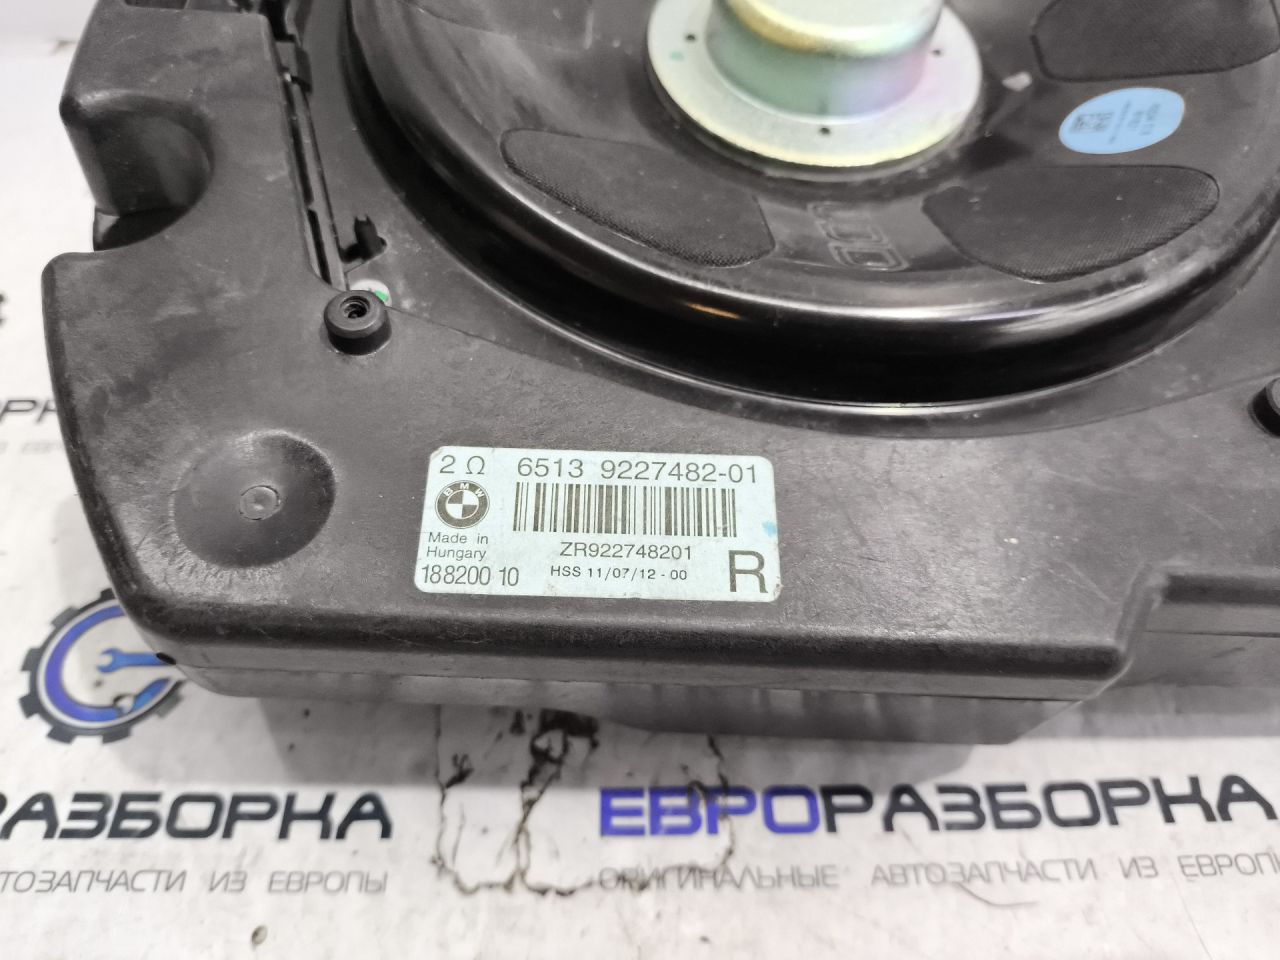 2 Ω 6513 9227482-01
BMW
Made in
Hungary
ZR922748201
188200 10
HSS 11/07/12 - 00
R
РАЗБОРКА
ЕВРОРАЗБОРКА
АВТОЗАПЧАСТИ ИЗ ЕВРОПЫ
ОРИГИНАЛЬНЫЕ АВТОЗАПЧАСТИ ИЗ ЕВРОПЫ